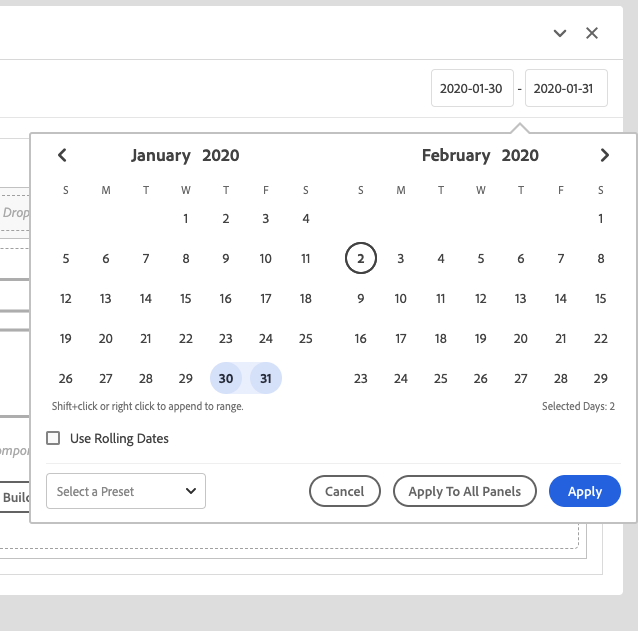 2020-01-30 - 2020-01-31
January 2020 February 2020
S M T W T F S S M T W T F S
1 2 3 4 1
5 6 7 8 9 10 11 2 3 4 5 6 7 8
12 13 14 15 16 17 18 9 10 11 12 13 14 15
19 20 21 22 23 24 25 16 17 18 19 20 21 22
26 27 28 29 30 31 23 24 25 26 27 28 29
Drop
Shift+click or right click to append to range. Selected Days: 2
Use Rolling Dates
ompon
Select a Preset Cancel Apply To All Panels Apply
Build